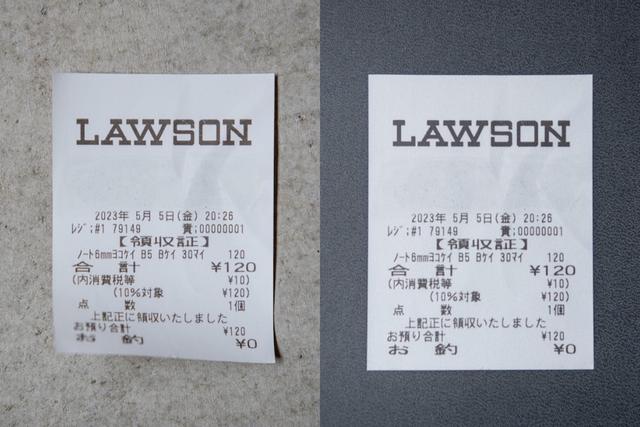 LAWSON
2023年 5月 5日(金) 20:26
レジ;#1 79149 責;00000001
【領収証】
ノート6mmヨコケイ B5 Bケイ 30マイ 120
合 計 ¥120
(内消費税等 ¥10)
(10%対象 ¥120)
点 数 1個
上記正に領収いたしました
お預り合計 ¥120
お 釣 ¥0
LAWSON
2023年 5月 5日(金) 20:26
レジ;#1 79149 責;00000001
【領収証】
ノート6mmヨコケイ B5 Bケイ 30マイ 120
合 計 ¥120
(内消費税等 ¥10)
(10%対象 ¥120)
点 数 1個
上記正に領収いたしました
お預り合計 ¥120
お 釣 ¥0